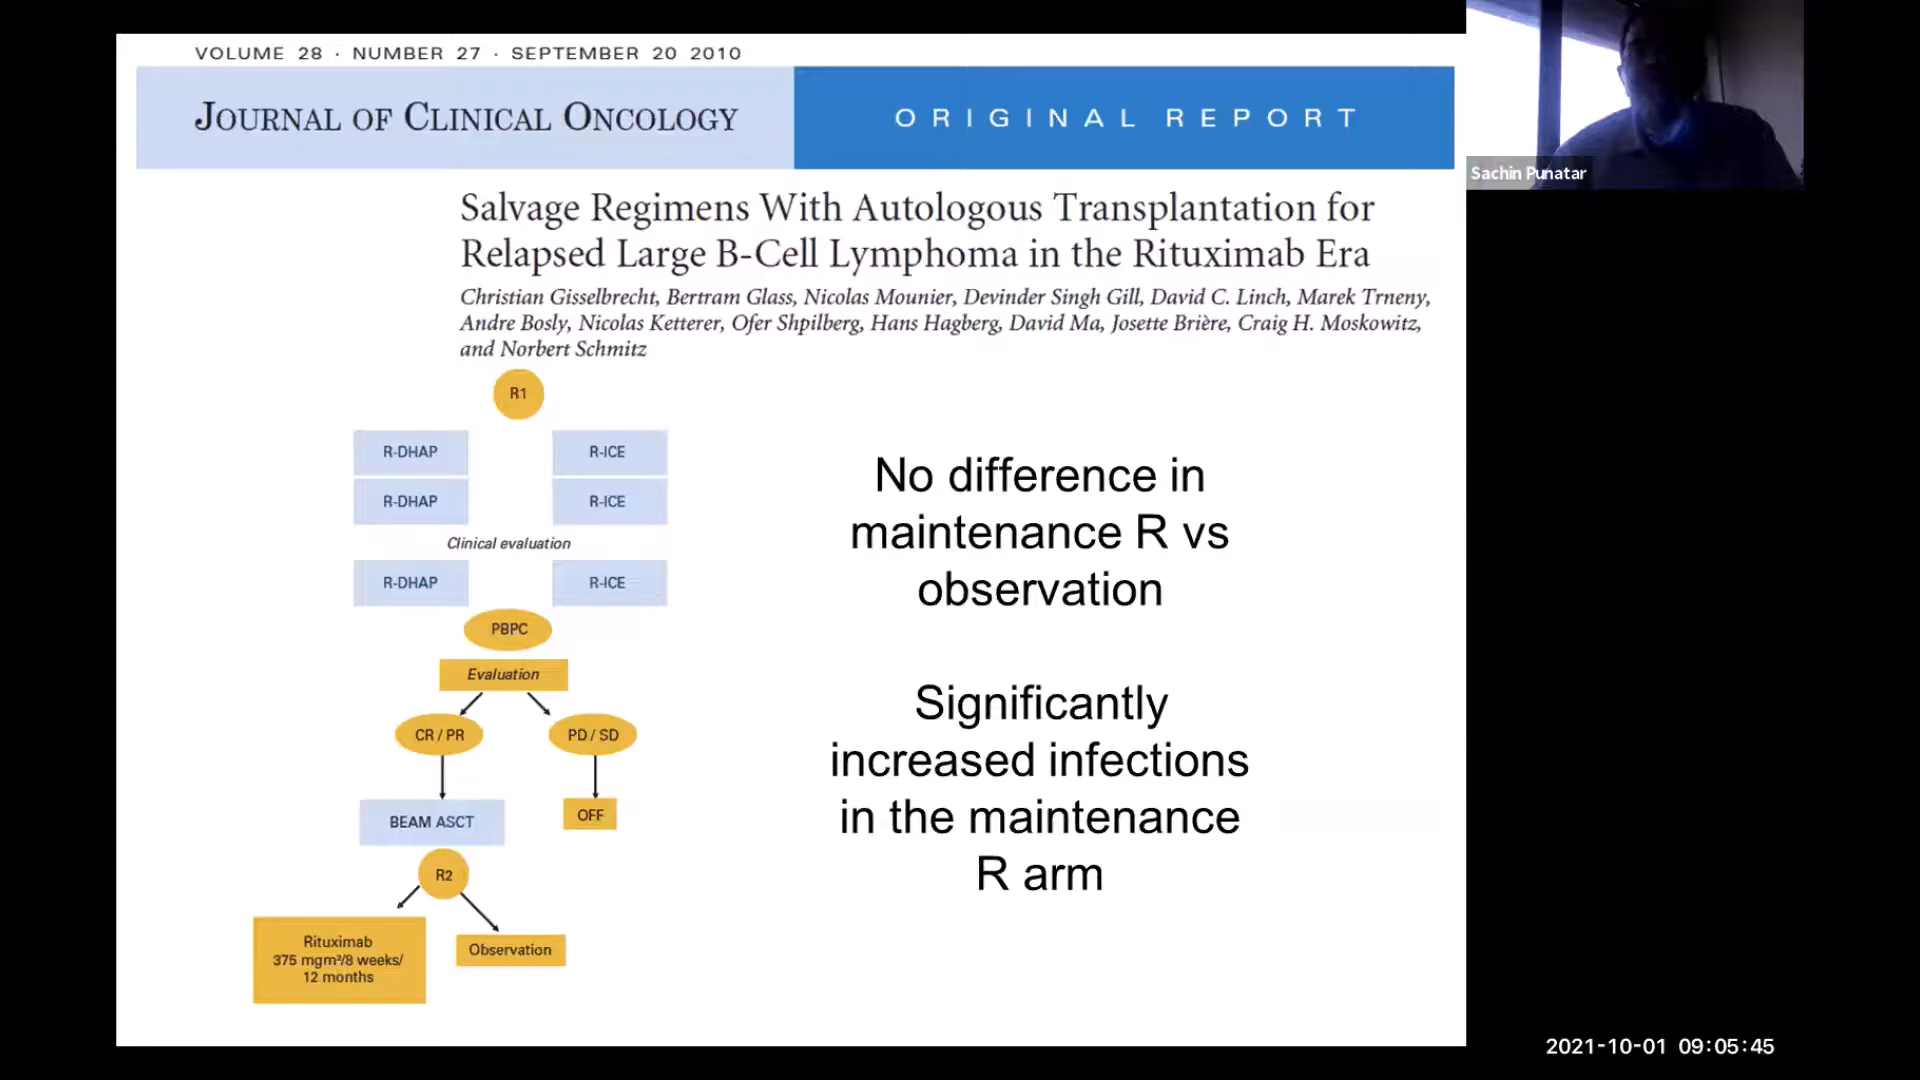 VOLUME 28 · NUMBER 27 · SEPTEMBER 20 2010
JOURNAL OF CLINICAL ONCOLOGY
ORIGINAL REPORT
Sachin Punatar
Salvage Regimens With Autologous Transplantation for
Relapsed Large B-Cell Lymphoma in the Rituximab Era
Christian Gisselbrecht, Bertram Glass, Nicolas Mounier, Devinder Singh Gill, David C. Linch, Marek Trneny,
Andre Bosly, Nicolas Ketterer, Ofer Shpilberg, Hans Hagberg, David Ma, Josette Brière, Craig H. Moskowitz,
and Norbert Schmitz
R1
R-DHAP
R-ICE
R-DHAP
R-ICE
Clinical evaluation
R-DHAP
R-ICE
PBPC
Evaluation
CR / PR
PD / SD
BEAM ASCT
OFF
R2
Rituximab
375 mgm²/8 weeks/
12 months
Observation
No difference in
maintenance R vs
observation
Significantly
increased infections
in the maintenance
R arm
2021-10-01 09:05:45